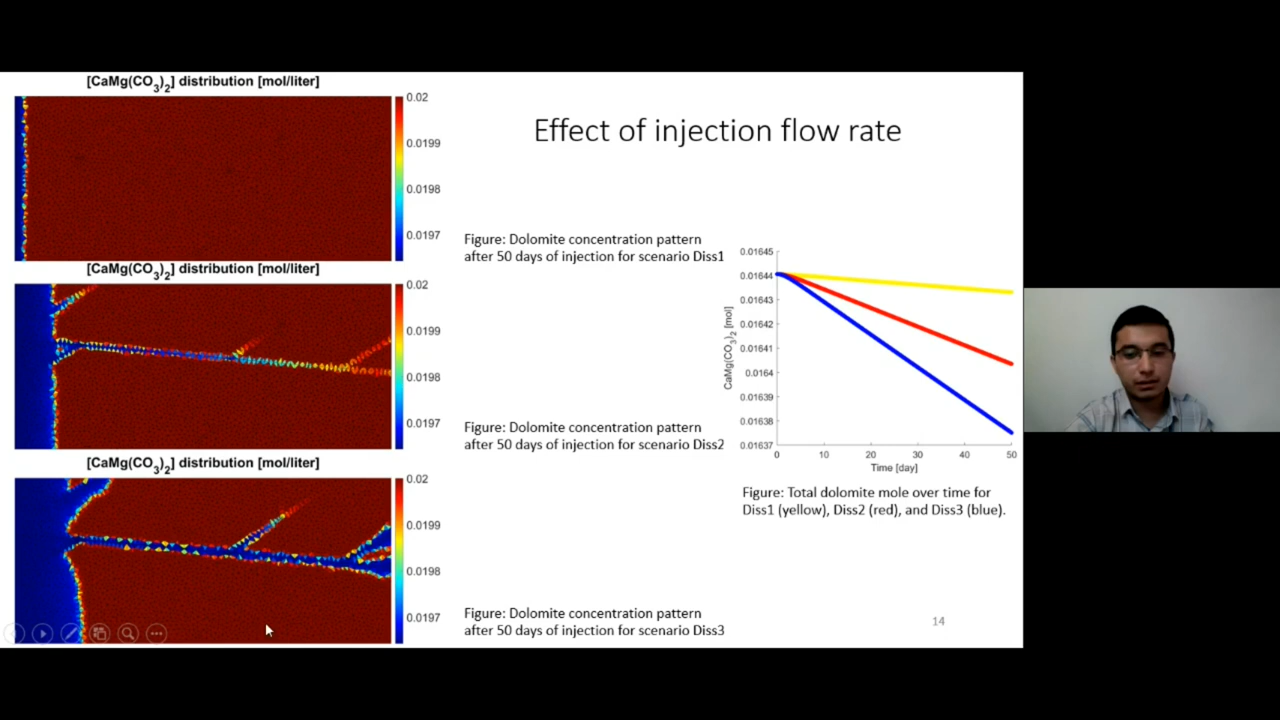 [CaMg(CO3)2] distribution [mol/liter]
0.02
0.0199
0.0198
0.0197
[CaMg(CO3)2] distribution [mol/liter]
0.02
0.0199
0.0198
0.0197
[CaMg(CO3)2] distribution [mol/liter]
0.02
0.0199
0.0198
0.0197
Effect of injection flow rate
Figure: Dolomite concentration pattern
after 50 days of injection for scenario Diss1
Figure: Dolomite concentration pattern
after 50 days of injection for scenario Diss2
Figure: Dolomite concentration pattern
after 50 days of injection for scenario Diss3
CaMg(CO3)2 [mol]
0.01645
0.01644
0.01643
0.01642
0.01641
0.0164
0.01639
0.01638
0.01637
0 10 20 30 40 50
Time [day]
Figure: Total dolomite mole over time for
Diss1 (yellow), Diss2 (red), and Diss3 (blue).
14